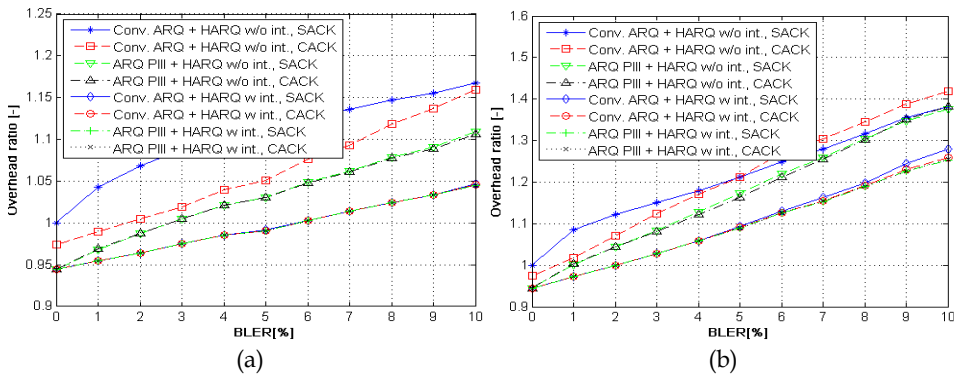 (a)
1.25
1.2
1.15
1.1
1.05
1
0.95
0.9
Overhead ratio [-]
Conv. ARQ + HARQ w/o int., SACK
Conv. ARQ + HARQ w/o int., CACK
ARQ PIII + HARQ w/o int., SACK
ARQ PIII + HARQ w/o int., CACK
Conv. ARQ + HARQ w int., SACK
Conv. ARQ + HARQ w int., CACK
ARQ PIII + HARQ w int., SACK
ARQ PIII + HARQ w int., CACK
0 1 2 3 4 5 6 7 8 9 10
BLER[%]
(a)
(b)
1.6
1.5
1.4
1.3
1.2
1.1
1
0.9
Overhead ratio [-]
Conv. ARQ + HARQ w/o int., SACK
Conv. ARQ + HARQ w/o int., CACK
ARQ PIII + HARQ w/o int., SACK
ARQ PIII + HARQ w/o int., CACK
Conv. ARQ + HARQ w int., SACK
Conv. ARQ + HARQ w int., CACK
ARQ PIII + HARQ w int., SACK
ARQ PIII + HARQ w int., CACK
0 1 2 3 4 5 6 7 8 9 10
BLER[%]
(b)